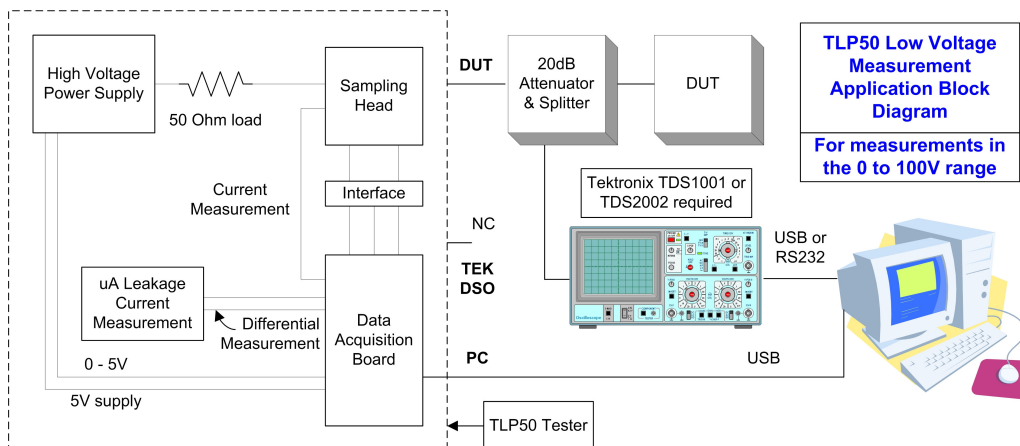 High Voltage
Power Supply
50 Ohm load
Sampling
Head
DUT
20dB
Attenuator
& Splitter
DUT
TLP50 Low Voltage
Measurement
Application Block
Diagram
For measurements in
the 0 to 100V range
Current
Measurement
Interface
Tektronix TDS1001 or
TDS2002 required
NC
TEK
DSO
USB or
RS232
uA Leakage
Current
Measurement
Differential
Measurement
Data
Acquisition
Board
0 - 5V
5V supply
PC
USB
TLP50 Tester